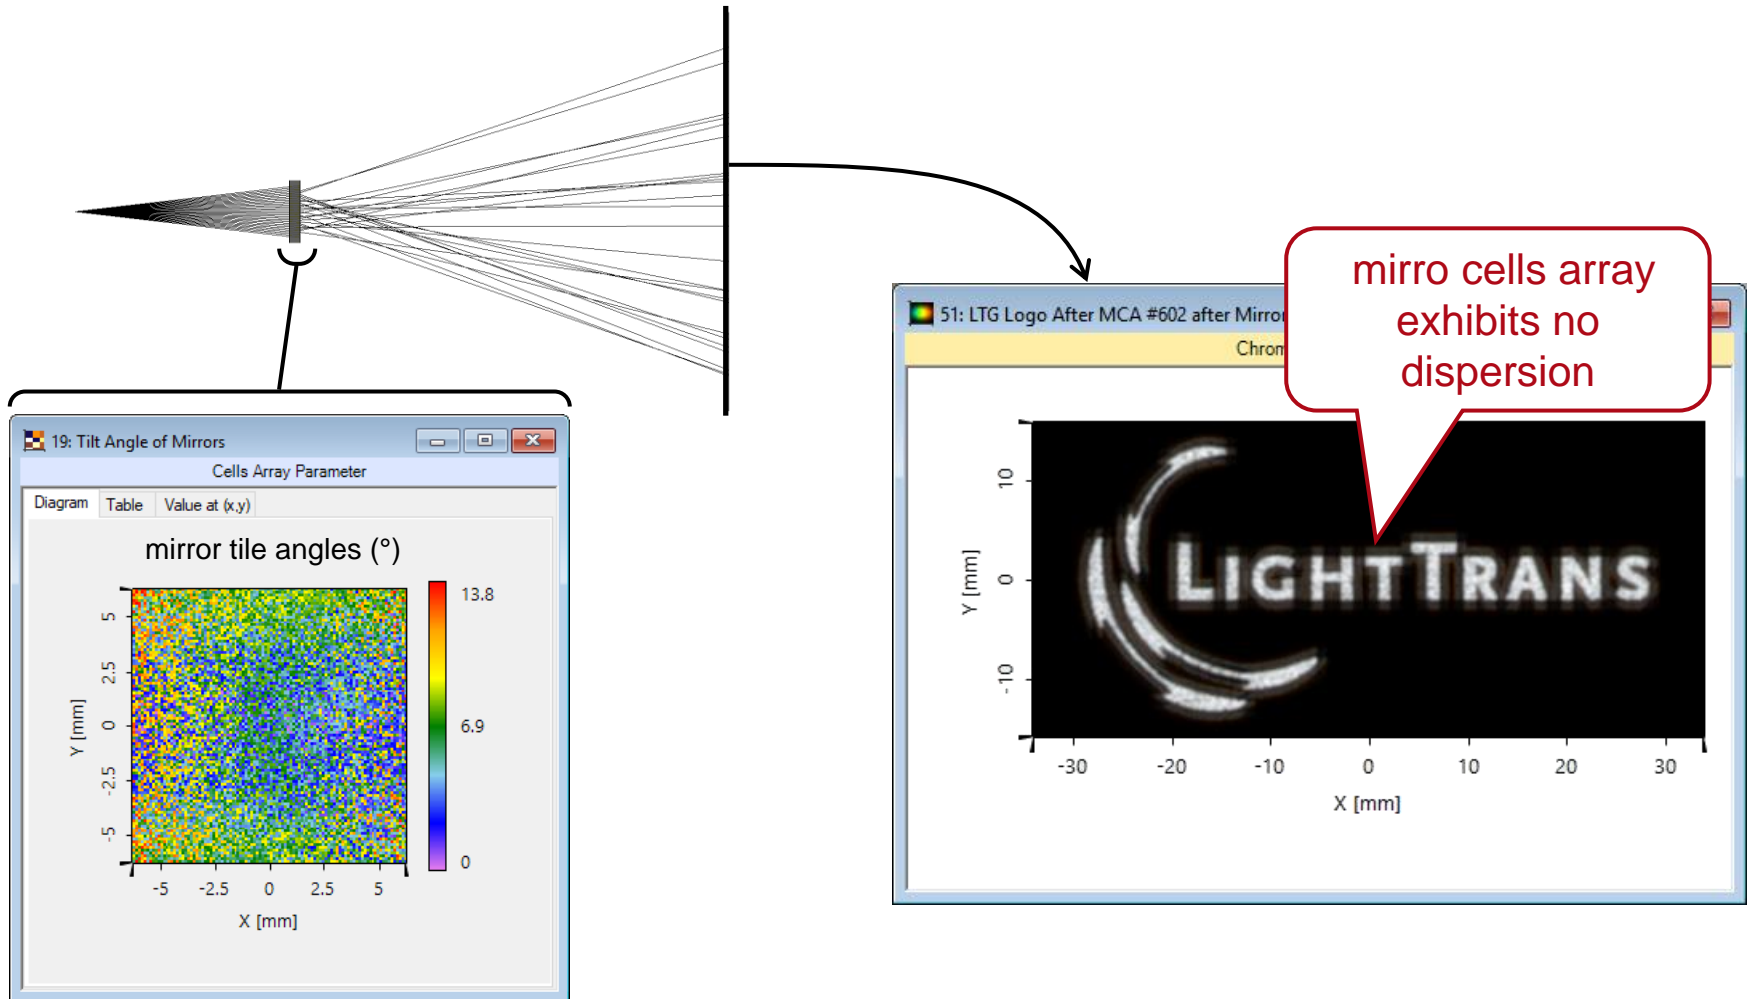 19: Tilt Angle of Mirrors
Cells Array Parameter
Diagram Table Value at (x,y)
mirror tile angles (°)
5
2.5
0
-2.5
-5
Y [mm]
13.8
6.9
0
-5 -2.5 0 2.5 5
X [mm]
mirro cells array
exhibits no
dispersion
51: LTG Logo After MCA #602 after Mirror
Chrom
10
0
-10
Y [mm]
LIGHTTRANS
-30 -20 -10 0 10 20 30
X [mm]